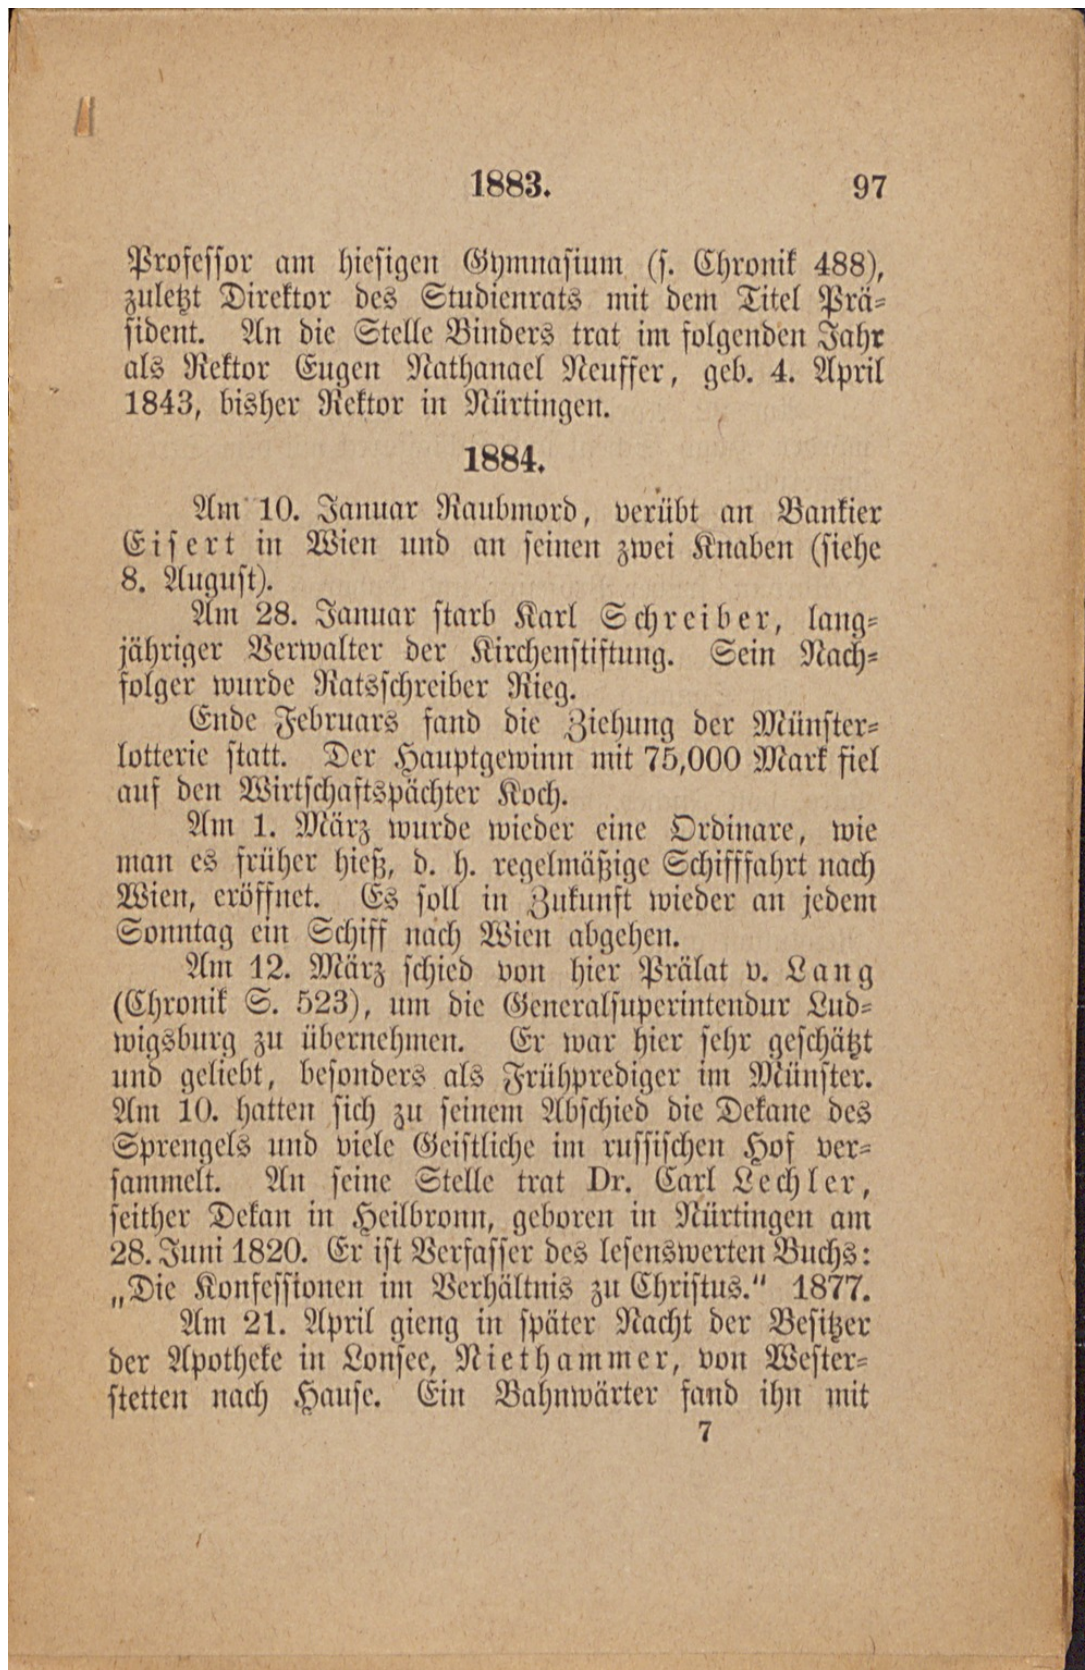 1883. 97
Professor am hiesigen Gymnasium (s. Chronik 488),
zuletzt Direktor des Studienrats mit dem Titel Prä-
sident. An die Stelle Binders trat im folgenden Jahr
als Rektor Eugen Nathanael Neuffer, geb. 4. April
1843, bisher Rektor in Nürtingen.
1884.
Am 10. Januar Raubmord, verübt an Bankier
Eisert in Wien und an seinen zwei Knaben (siehe
8. August).
Am 28. Januar starb Karl Schreiber, lang-
jähriger Verwalter der Kirchenstiftung. Sein Nach-
folger wurde Ratsschreiber Rieg.
Ende Februars fand die Ziehung der Münster-
lotterie statt. Der Hauptgewinn mit 75,000 Mark fiel
auf den Wirtschaftspächter Koch.
Am 1. März wurde wieder eine Ordinare, wie
man es früher hieß, d. h. regelmäßige Schifffahrt nach
Wien, eröffnet. Es soll in Zukunft wieder an jedem
Sonntag ein Schiff nach Wien abgehen.
Am 12. März schied von hier Prälat v. Lang
(Chronik S. 523), um die Generalsuperintendur Lud-
wigsburg zu übernehmen. Er war hier sehr geschätzt
und geliebt, besonders als Frühprediger im Münster.
Am 10. hatten sich zu seinem Abschied die Dekane des
Sprengels und viele Geistliche im russischen Hof ver-
sammelt. An seine Stelle trat Dr. Carl Lechler,
seither Dekan in Heilbronn, geboren in Nürtingen am
28. Juni 1820. Er ist Verfasser des lesenswerten Buchs:
„Die Konfessionen im Verhältnis zu Christus." 1877.
Am 21. April gieng in später Nacht der Besitzer
der Apotheke in Lonsee, Niethammer, von Wester-
stetten nach Hause. Ein Bahnwärter fand ihn mit
7